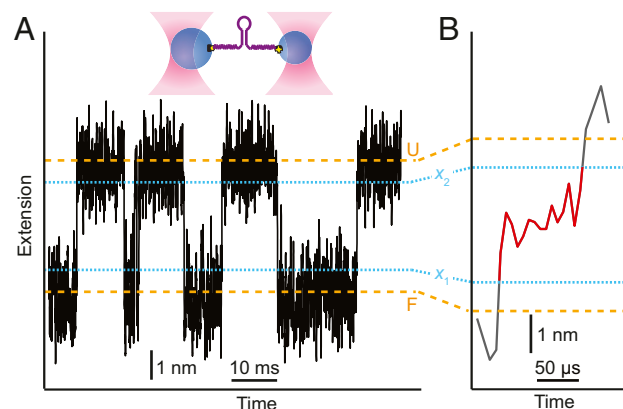 A
B
U
x2
Extension
x1
F
1 nm
10 ms
1 nm
50 µs
Time
Time